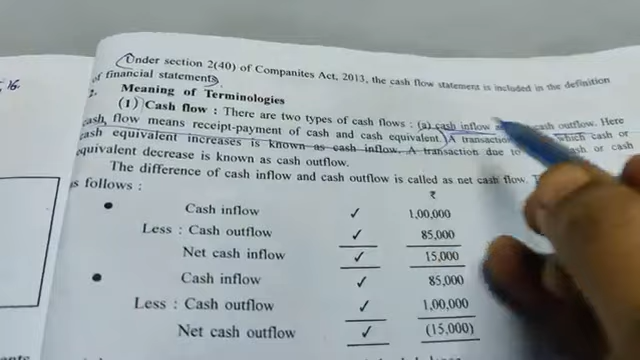 , 16.
Under section 2(40) of Companites Act, 2013, the cash flow statement is included in the definition
of financial statements.
2. Meaning of Terminologies
(1) Cash flow : There are two types of cash flows : (a) cash inflow cash outflow. Here
cash flow means receipt-payment of cash and cash equivalent. A transaction which cash or
cash equivalent increases is known as cash inflow. A transaction due to cash or cash
equivalent decrease is known as cash outflow.
The difference of cash inflow and cash outflow is called as net cash flow.
s follows :
₹
• Cash inflow ✓ 1,00,000
Less : Cash outflow ✓ 85,000
Net cash inflow ✓ 15,000
• Cash inflow ✓ 85,000
Less : Cash outflow ✓ 1,00,000
Net cash outflow ✓ (15,000)